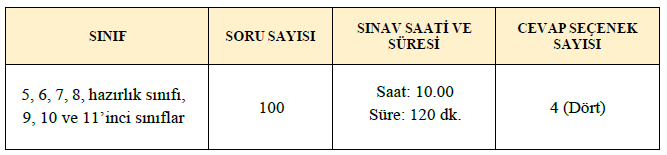 SINIF
SORU SAYISI
SINAV SAATİ VE
SÜRESİ
CEVAP SEÇENEK
SAYISI
5, 6, 7, 8, hazırlık sınıfı,
9, 10 ve 11’inci sınıflar
100
Saat: 10.00
Süre: 120 dk.
4 (Dört)